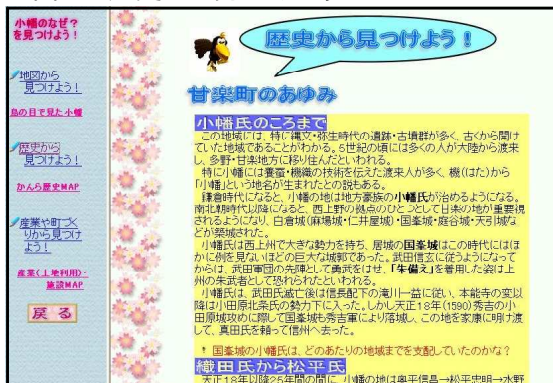 小幡のなぜ?
を見つけよう!
地図から
見つけよう!
鳥の目で見た小幡
歴史から
見つけよう!
かんら歴史MAP
産業や町づく
りから見つけ
よう!
産業(土地利用)・
施設MAP
戻る
歴史から見つけよう!
甘楽町のあゆみ
小幡氏のころまで
この地域には、特に縄文・弥生時代の遺跡・古墳群が多く、古くから開け
ていた地域であることがわかる。5世紀の頃には多くの人が大陸から渡来
し、多野・甘楽地方に移り住んだといわれる。
特に小幡には養蚕・機織の技術を伝えた渡来人が多く、機(はた)から
「小幡」という地名が生まれたとの説もある。
鎌倉時代になると、小幡の地は地方豪族の小幡氏が治めるようになる。
南北朝時代以降になると、西上野の拠点のひとつとして甘楽の地が重要視
されるようになり、白倉城(麻場城・仁井屋城)・国峯城・庭谷城・天引城な
どが築城された。
小幡氏は西上州で大きな勢力を持ち、居城の国峯城はこの時代にはほ
かに例を見ないほどの巨大な城郭であった。武田信玄に従うようになって
からは、武田軍団の先陣として勇武をはせ、「朱備え」を着用した姿は上
州の朱武者として恐れられたといわれる。
小幡氏は、武田氏滅亡後は信長配下の滝川一益に従い、本能寺の変以
降は小田原北条氏の勢力下に入った。しかし天正18年(1590)秀吉の小
田原城攻めに際して国峯城も秀吉軍により落城し、この地を家康に明け渡
して、真田氏を頼って信州へ去った。
国峯城の小幡氏は、どのあたりの地域までを支配していたのかな?
織田氏から松平氏
天正18年以降25年間の間に、小幡の地は奥平信昌→松平忠明→水野